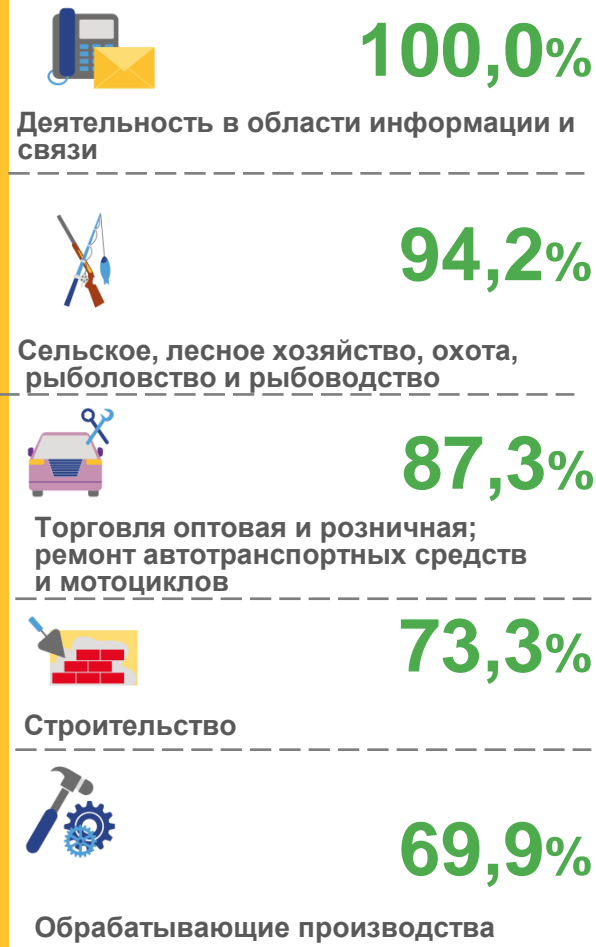 100,0%
Деятельность в области информации и
связи
94,2%
Сельское, лесное хозяйство, охота,
рыболовство и рыбоводство
87,3%
Торговля оптовая и розничная;
ремонт автотранспортных средств
и мотоциклов
73,3%
Строительство
69,9%
Обрабатывающие производства